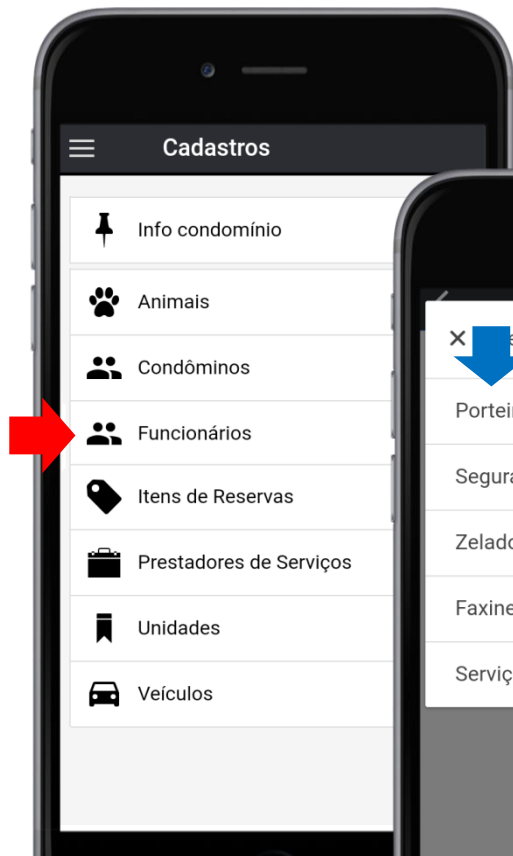 Cadastros
Info condomínio
Animais
Condôminos
Funcionários
Itens de Reservas
Prestadores de Serviços
Unidades
Veículos